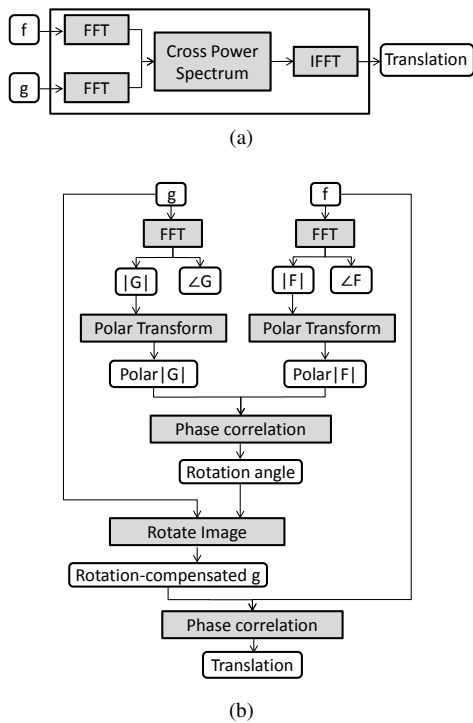 f
FFT
Cross Power
Spectrum
IFFT
Translation
g
FFT
(a)
g
f
FFT
FFT
|G|
∠G
|F|
∠F
Polar Transform
Polar Transform
Polar|G|
Polar|F|
Phase correlation
Rotation angle
Rotate Image
Rotation-compensated g
Phase correlation
Translation
(b)